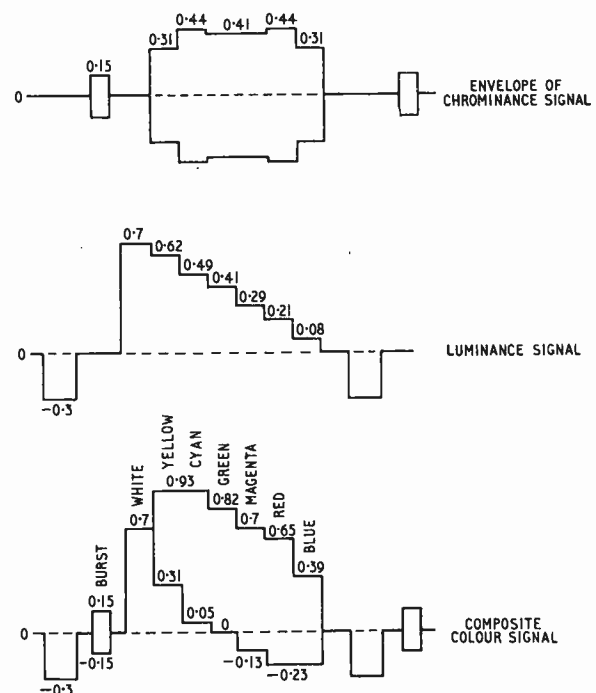 0·44 0·41 0·44
0·31 0·31
0·15
0
ENVELOPE OF
CHROMINANCE SIGNAL
0·7
0·62
0·49
0·41
0·29
0·21
0·08
0
LUMINANCE SIGNAL
-0·3
BURST
WHITE
YELLOW
CYAN
GREEN
MAGENTA
RED
BLUE
0·93
0·82
0·7 0·7
0·65
0·39
0·31
0·15
0·05
0
0
COMPOSITE
COLOUR SIGNAL
-0·15
-0·13
-0·23
-0·3